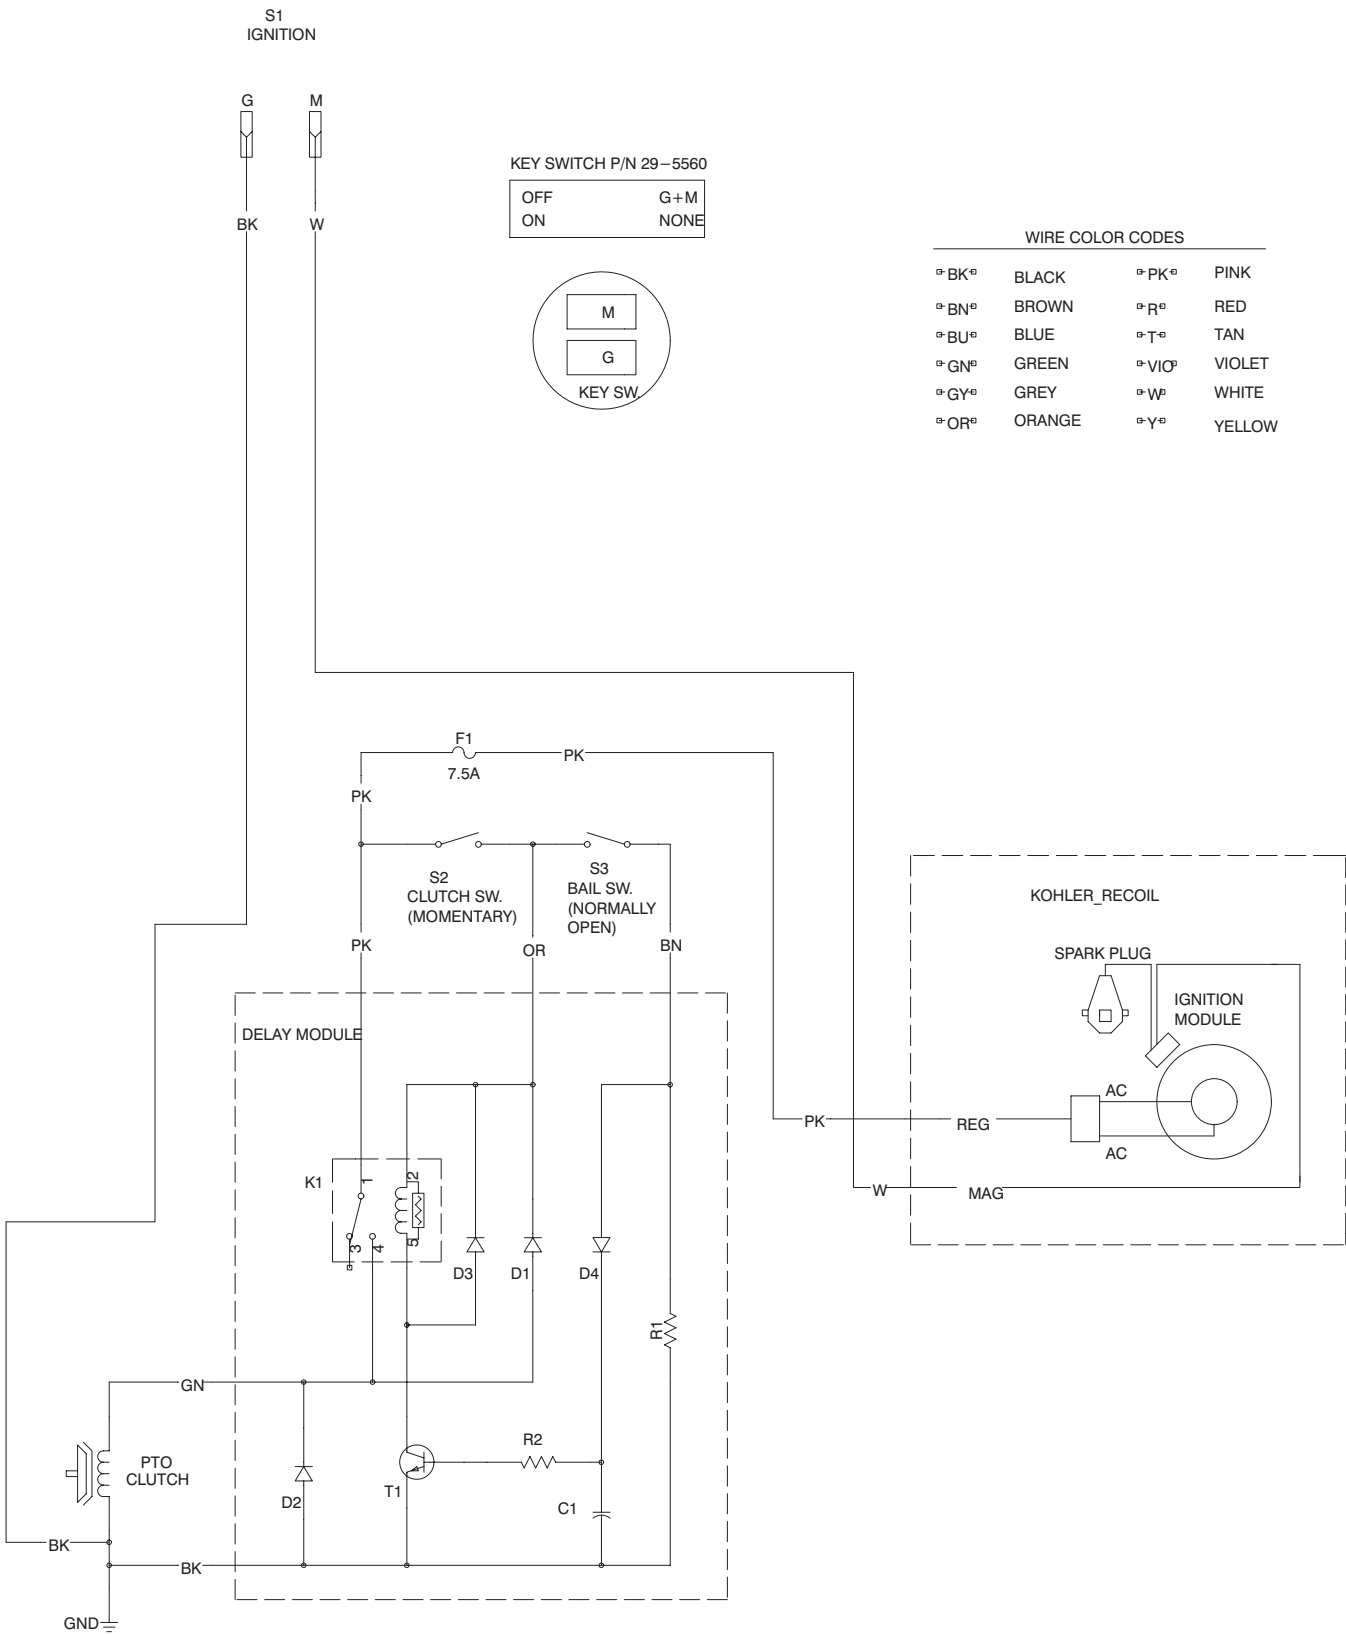 S1
IGNITION
G
M
BK
W
KEY SWITCH P/N 29-5560
OFF G+M
ON NONE
M
G
KEY SW.
WIRE COLOR CODES
BK BLACK PK PINK
BN BROWN R RED
BU BLUE T TAN
GN GREEN VIO VIOLET
GY GREY W WHITE
OR ORANGE Y YELLOW
F1
7.5A
PK
PK
S2
CLUTCH SW.
(MOMENTARY)
S3
BAIL SW.
(NORMALLY
OPEN)
PK
OR
BN
DELAY MODULE
K1
1
2
3
4
5
D3
D1
D4
R1
GN
PTO
CLUTCH
D2
T1
R2
C1
BK
BK
GND
KOHLER_RECOIL
SPARK PLUG
IGNITION
MODULE
AC
AC
PK
REG
W
MAG